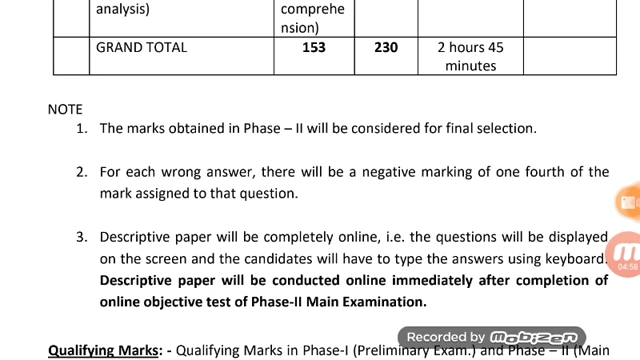 analysis) comprehe
nsion)
GRAND TOTAL 153 230 2 hours 45
minutes
NOTE
1. The marks obtained in Phase – II will be considered for final selection.
2. For each wrong answer, there will be a negative marking of one fourth of the
mark assigned to that question.
3. Descriptive paper will be completely online, i.e. the questions will be displayed
on the screen and the candidates will have to type the answers using keyboard.
Descriptive paper will be conducted online immediately after completion of
online objective test of Phase-II Main Examination.
04:58
Recorded by mobizen
Qualifying Marks: - Qualifying Marks in Phase-I (Preliminary Exam.) and Phase – II (Main